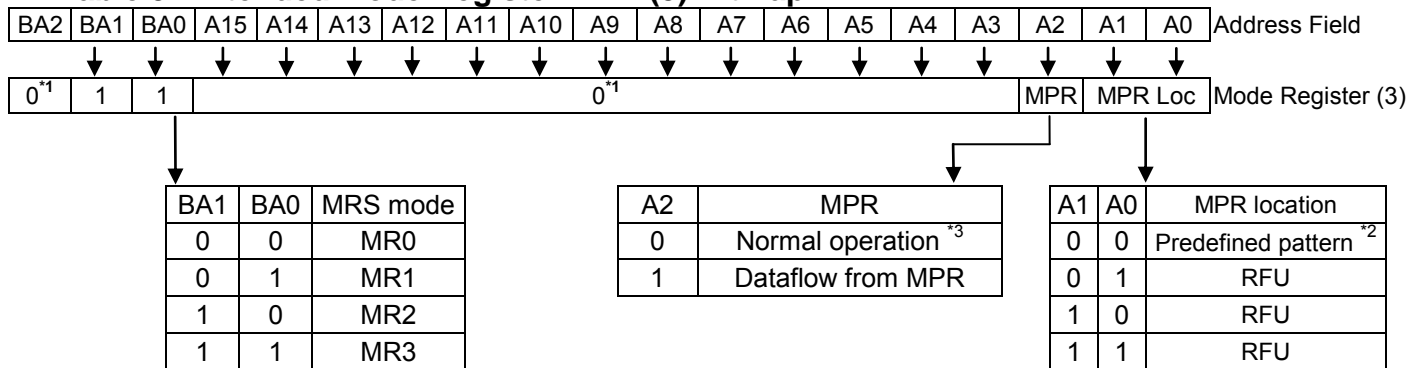 BA2 BA1 BA0 A15 A14 A13 A12 A11 A10 A9 A8 A7 A6 A5 A4 A3 A2 A1 A0 Address Field
0*1 1 1 0*1 MPR MPR Loc Mode Register (3)
BA1 BA0 MRS mode
0 0 MR0
0 1 MR1
1 0 MR2
1 1 MR3
A2 MPR
0 Normal operation *3
1 Dataflow from MPR
A1 A0 MPR location
0 0 Predefined pattern *2
0 1 RFU
1 0 RFU
1 1 RFU